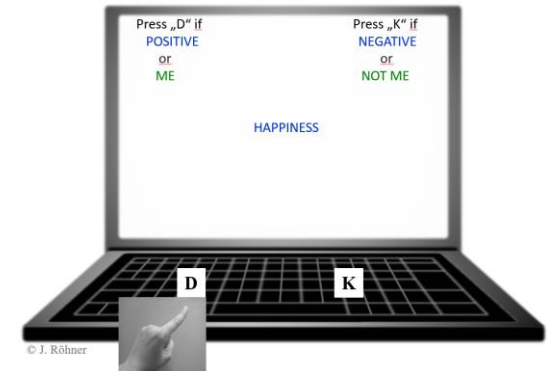 Press „D“ if
POSITIVE
or
ME
Press „K“ if
NEGATIVE
or
NOT ME
HAPPINESS
D
K
© J. Röhner